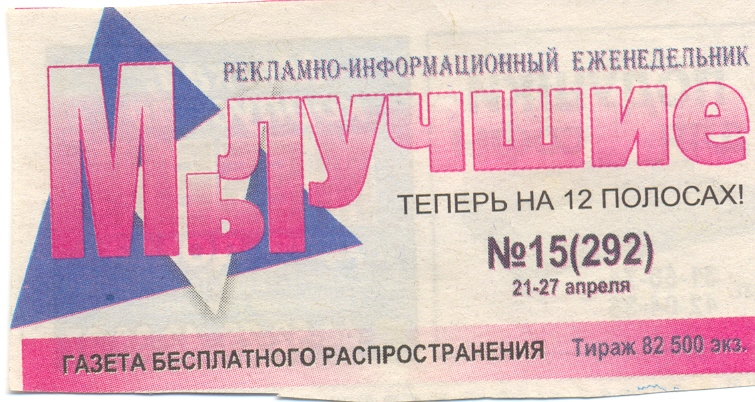 РЕКЛАМНО-ИНФОРМАЦИОННЫЙ ЕЖЕНЕДЕЛЬНИК
Мы Лучшие
ТЕПЕРЬ НА 12 ПОЛОСАХ!
№15(292)
21-27 апреля
ГАЗЕТА БЕСПЛАТНОГО РАСПРОСТРАНЕНИЯ Тираж 82 500 экз.